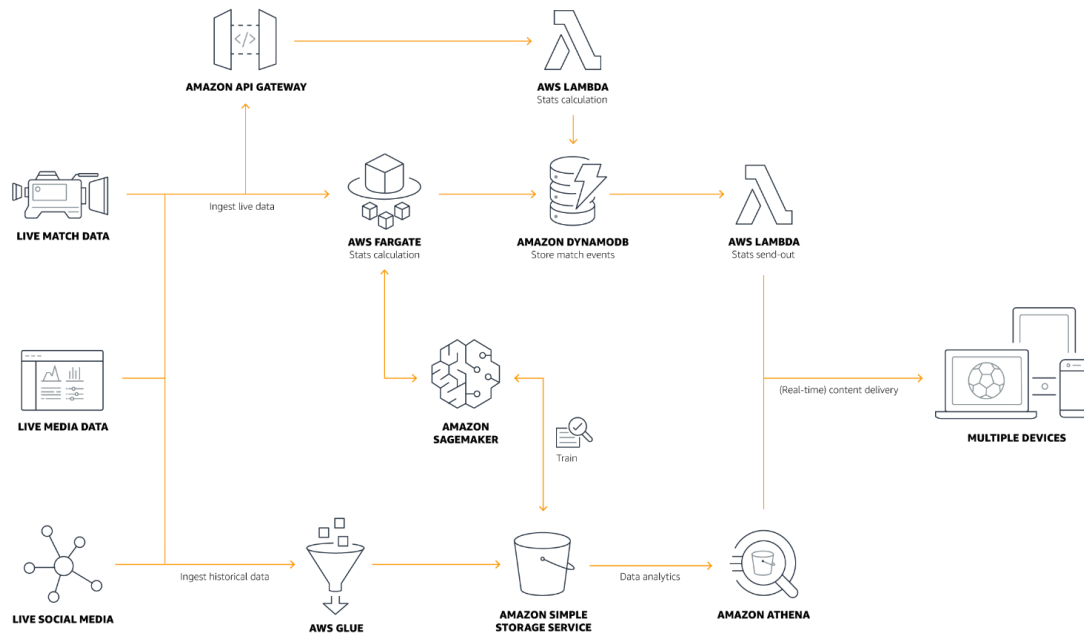 AMAZON API GATEWAY
AWS LAMBDA
Stats calculation
LIVE MATCH DATA
Ingest live data
AWS FARGATE
Stats calculation
AMAZON DYNAMODB
Store match events
AWS LAMBDA
Stats send-out
LIVE MEDIA DATA
AMAZON
SAGEMAKER
Train
(Real-time) content delivery
MULTIPLE DEVICES
LIVE SOCIAL MEDIA
Ingest historical data
AWS GLUE
AMAZON SIMPLE
STORAGE SERVICE
Data analytics
AMAZON ATHENA